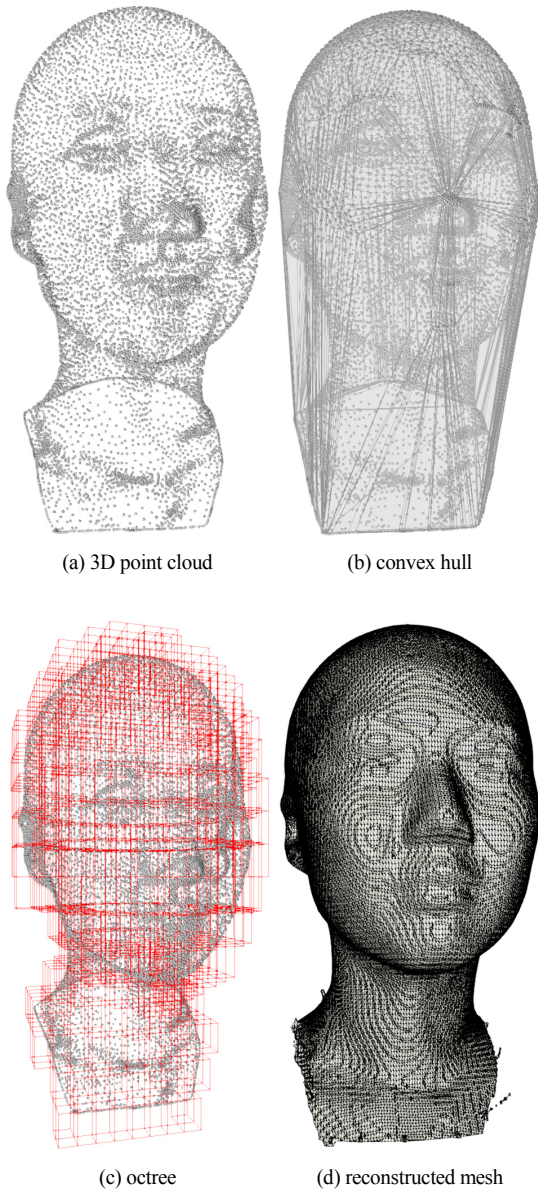 (a) 3D point cloud
(b) convex hull
(c) octree
(d) reconstructed mesh